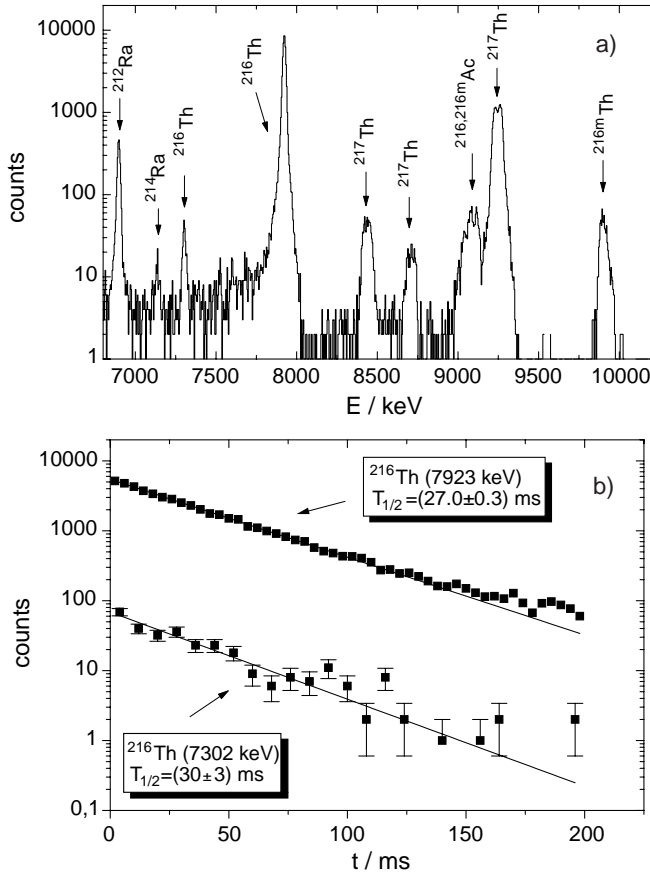 a)
10000
1000
100
10
1
counts
²¹²Ra
²¹⁴Ra
²¹⁶Th
²¹⁶Th
²¹⁷Th
²¹⁷Th
²¹⁶,²¹⁶ᵐAc
²¹⁷Th
²¹⁶ᵐTh
7000 7500 8000 8500 9000 9500 10000
E / keV
b)
10000
1000
100
10
1
0,1
counts
²¹⁶Th (7923 keV)
T₁/₂=(27.0±0.3) ms
²¹⁶Th (7302 keV)
T₁/₂=(30±3) ms
0 50 100 150 200
t / ms